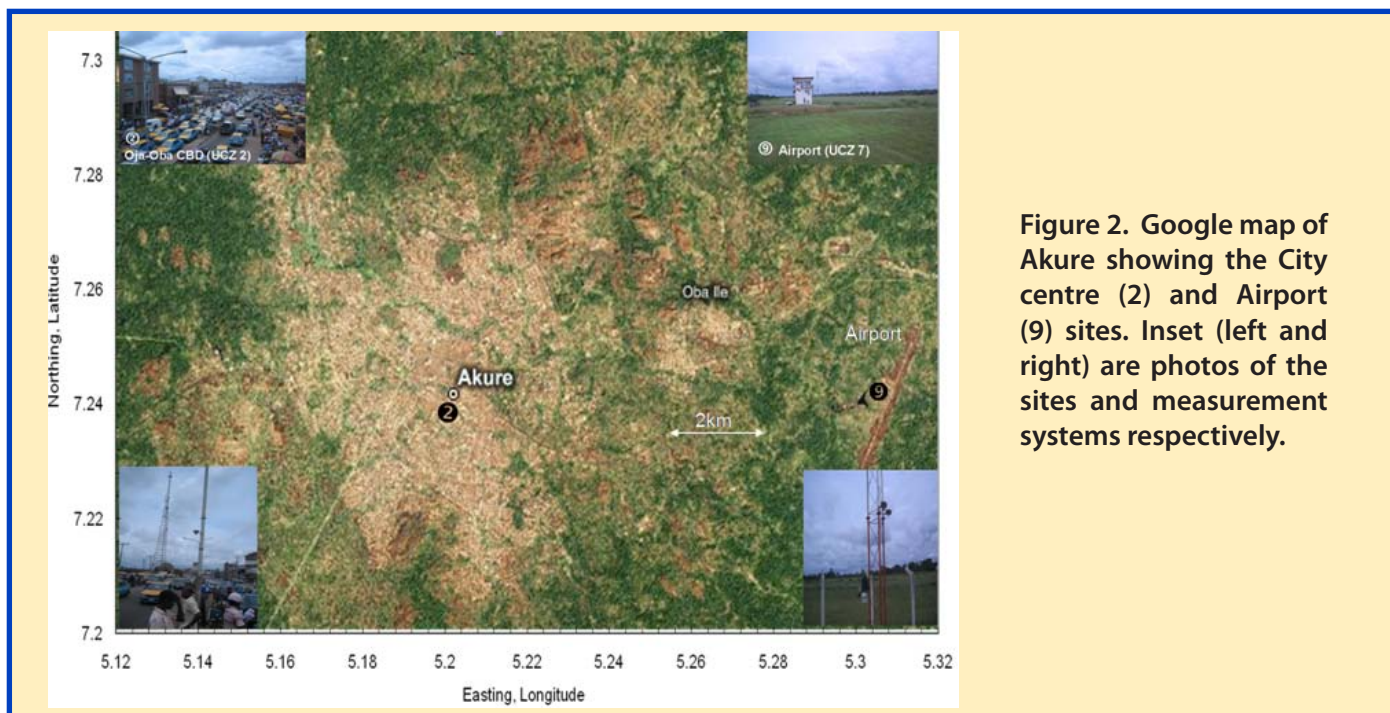 7.3
7.28
7.26
7.24
7.22
7.2
Northing, Latitude
②
Oja-Oba CBD (UCZ 2)
⑨ Airport (UCZ 7)
Oba Ile
Airport
Akure
2
9
2km
5.12 5.14 5.16 5.18 5.2 5.22 5.24 5.26 5.28 5.3 5.32
Easting, Longitude
Figure 2. Google map of
Akure showing the City
centre (2) and Airport
(9) sites. Inset (left and
right) are photos of the
sites and measurement
systems respectively.